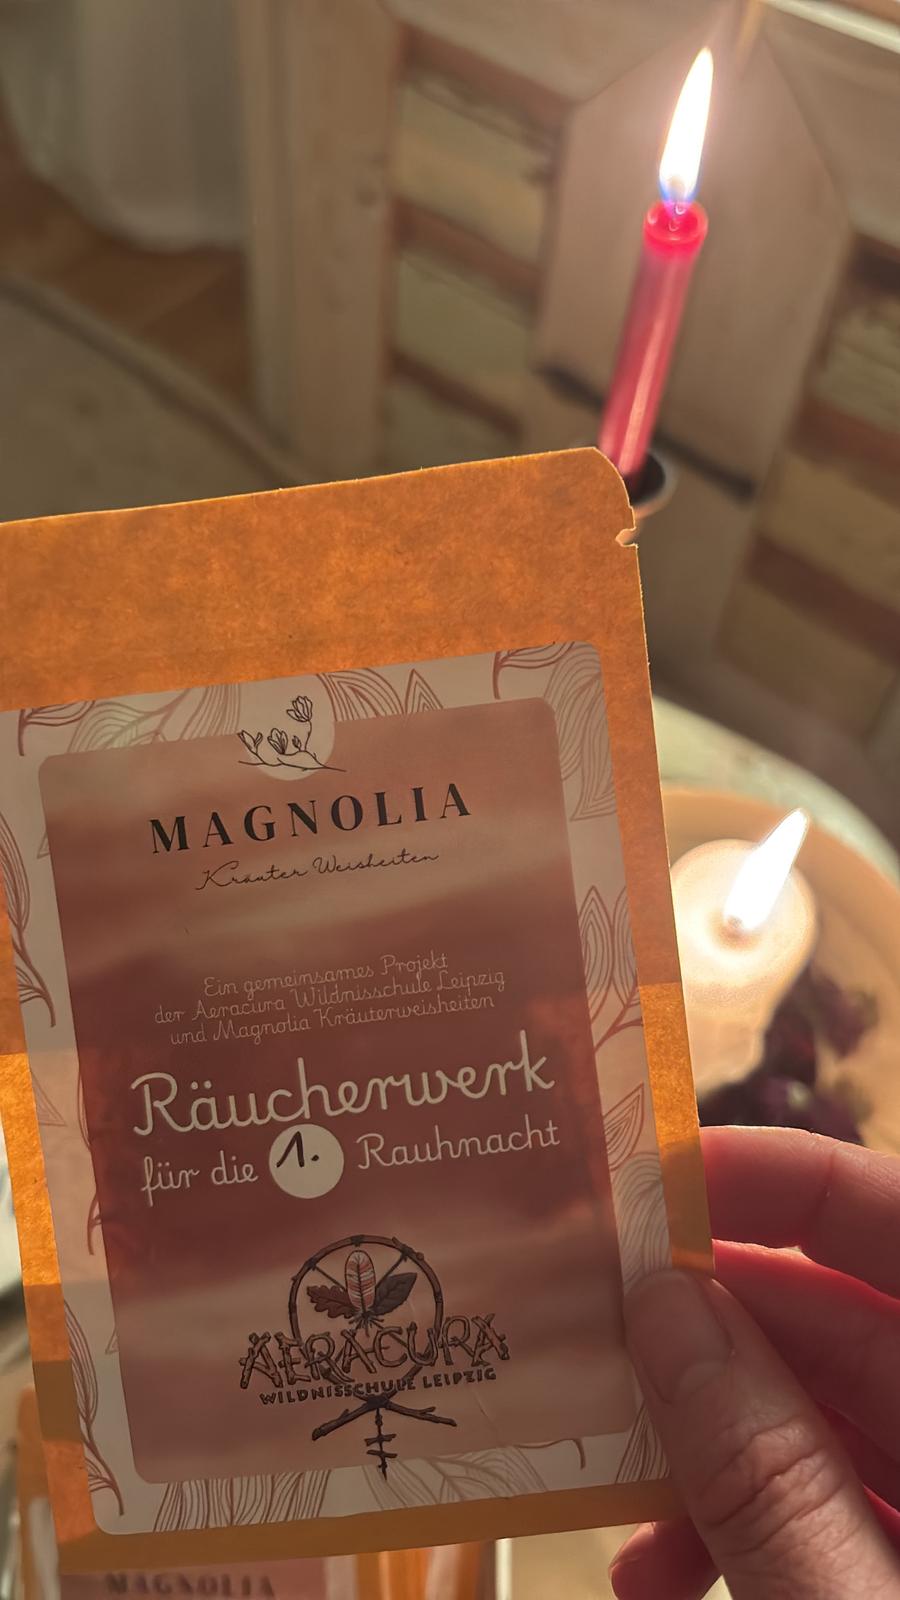 MAGNOLIA
Kräuter Weisheiten
Ein gemeinsames Projekt
der Aeracura Wildnisschule Leipzig
und Magnolia Kräuterweisheiten
Räucherwerk
für die 1. Rauhnacht
AERACURA
WILDNISSCHULE LEIPZIG
MAGNOLIA